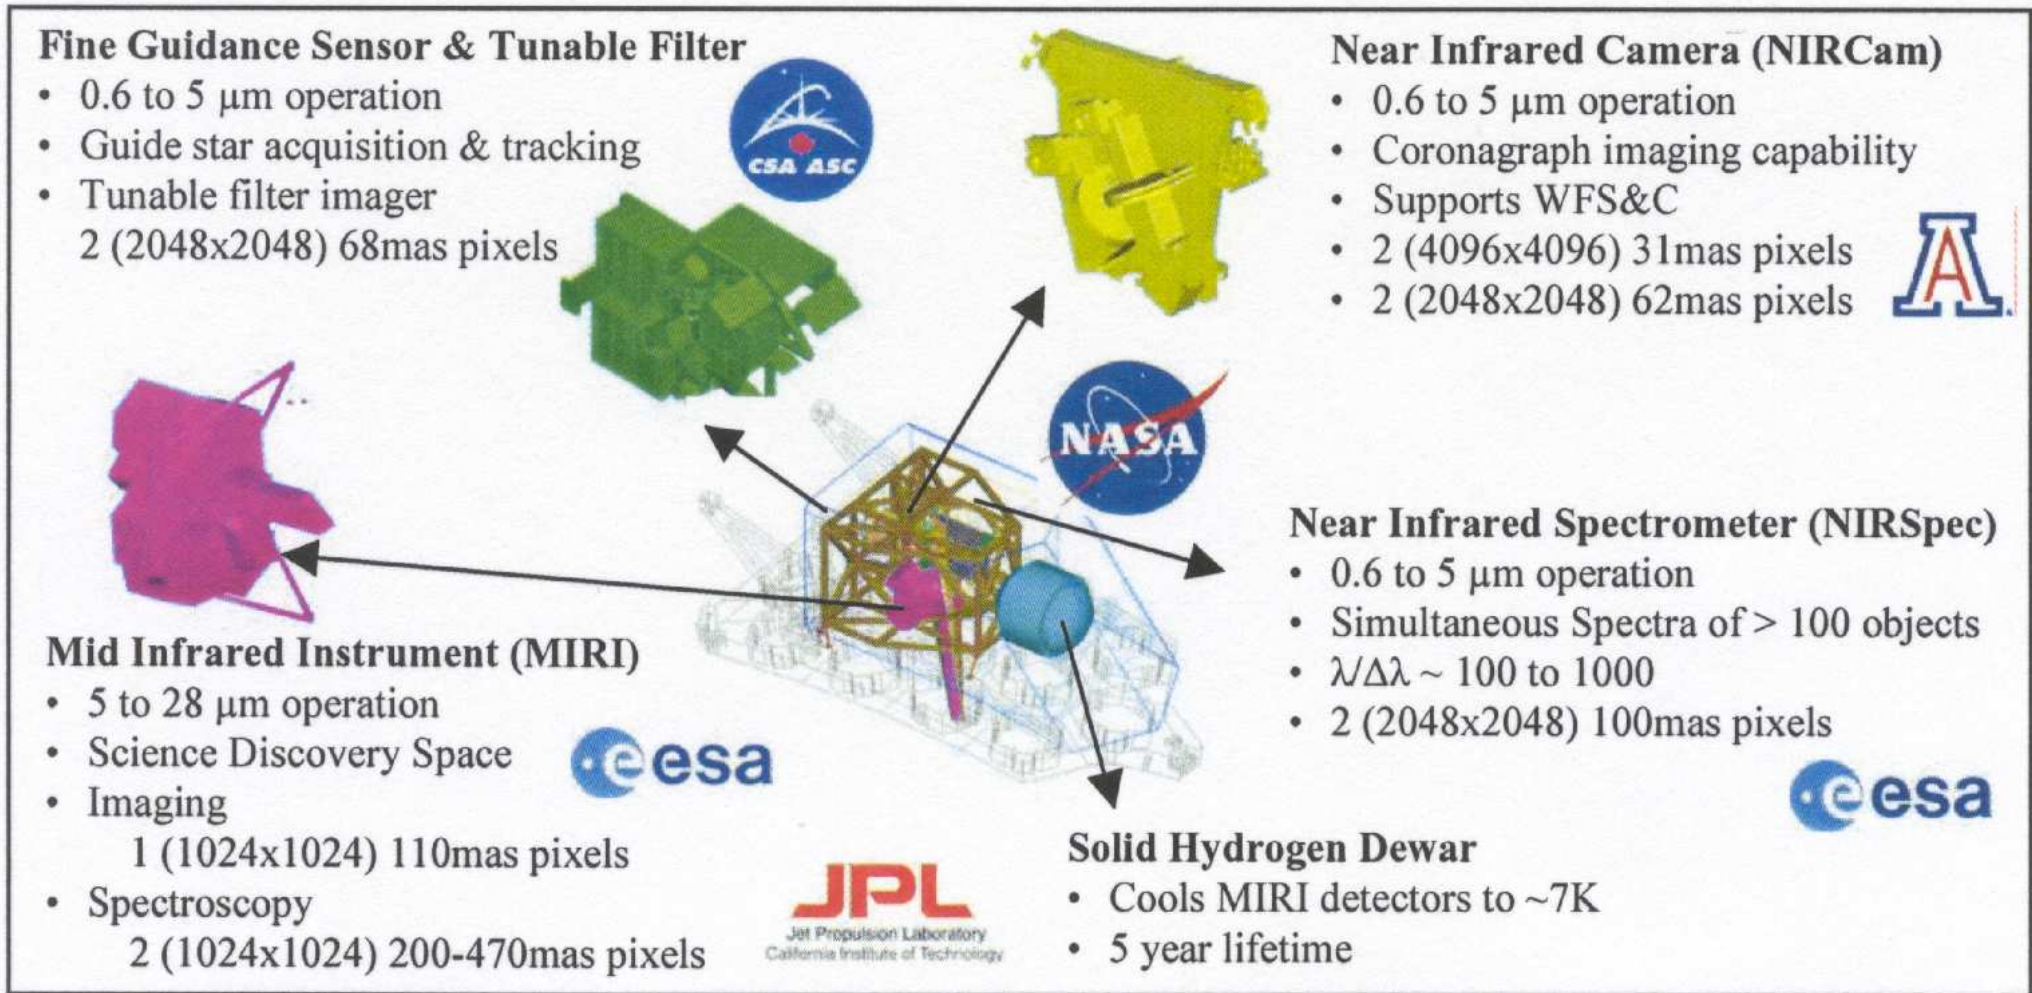 Fine Guidance Sensor & Tunable Filter
• 0.6 to 5 μm operation
• Guide star acquisition & tracking
• Tunable filter imager
2 (2048x2048) 68mas pixels
CSA ASC
Near Infrared Camera (NIRCam)
• 0.6 to 5 μm operation
• Coronagraph imaging capability
• Supports WFS&C
• 2 (4096x4096) 31mas pixels
• 2 (2048x2048) 62mas pixels
A
NASA
Mid Infrared Instrument (MIRI)
• 5 to 28 μm operation
• Science Discovery Space
• Imaging
1 (1024x1024) 110mas pixels
• Spectroscopy
2 (1024x1024) 200-470mas pixels
esa
Near Infrared Spectrometer (NIRSpec)
• 0.6 to 5 μm operation
• Simultaneous Spectra of > 100 objects
• λ/Δλ ~ 100 to 1000
• 2 (2048x2048) 100mas pixels
esa
JPL
Jet Propulsion Laboratory
California Institute of Technology
Solid Hydrogen Dewar
• Cools MIRI detectors to ~7K
• 5 year lifetime